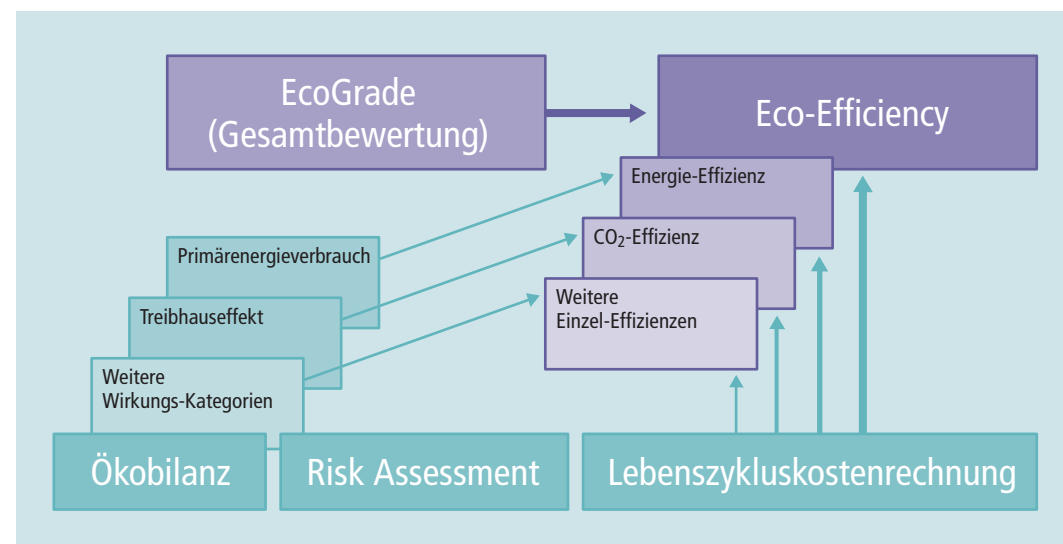 EcoGrade
(Gesamtbewertung)
Eco-Efficiency
Energie-Effizienz
CO₂-Effizienz
Weitere
Einzel-Effizienzen
Primärenergieverbrauch
Treibhauseffekt
Weitere
Wirkungs-Kategorien
Ökobilanz
Risk Assessment
Lebenszykluskostenrechnung